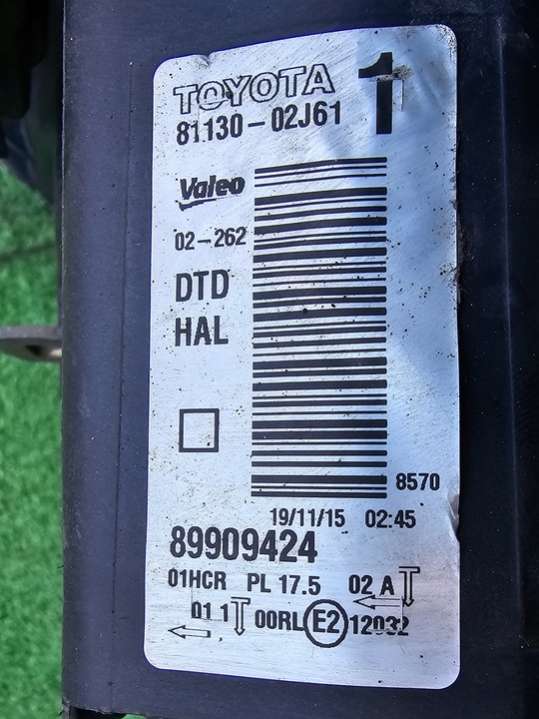 TOYOTA 1
81130-02J61
Valeo
02-262
DTD
HAL
8570
19/11/15 02:45
89909424
01HCR PL 17.5 02 A
01 1 00RL E2 12032